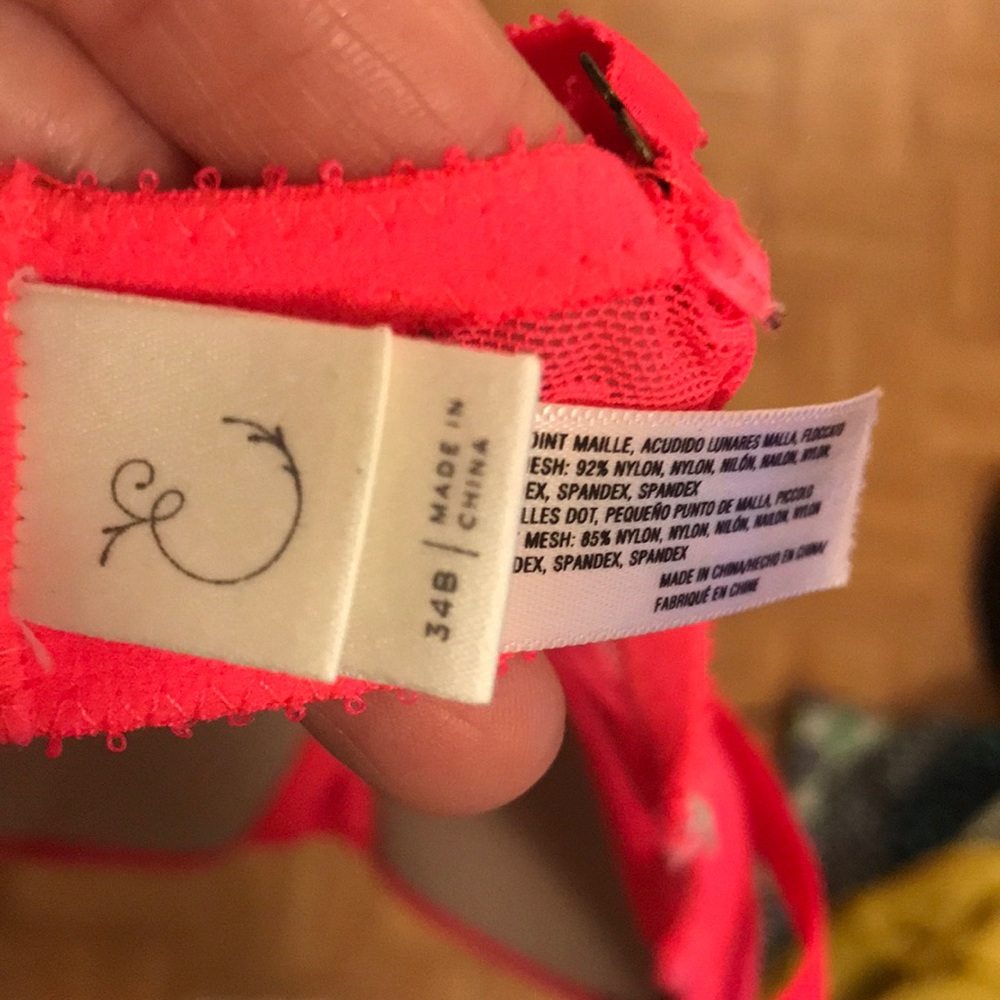 34B | MADE IN
CHINA
OINT MAILLE, ACUDIDO LUNARES MALLA, FLOCCATO
ESH: 92% NYLON, NYLON, NILÓN, NAILON, NYLON
EX, SPANDEX, SPANDEX
LLES DOT, PEQUEÑO PUNTO DE MALLA, PICCOLO
MESH: 85% NYLON, NYLON, NILÓN, NAILON, NYLON
DEX, SPANDEX, SPANDEX
MADE IN CHINA/HECHO EN CHINA/
FABRIQUÉ EN CHINE